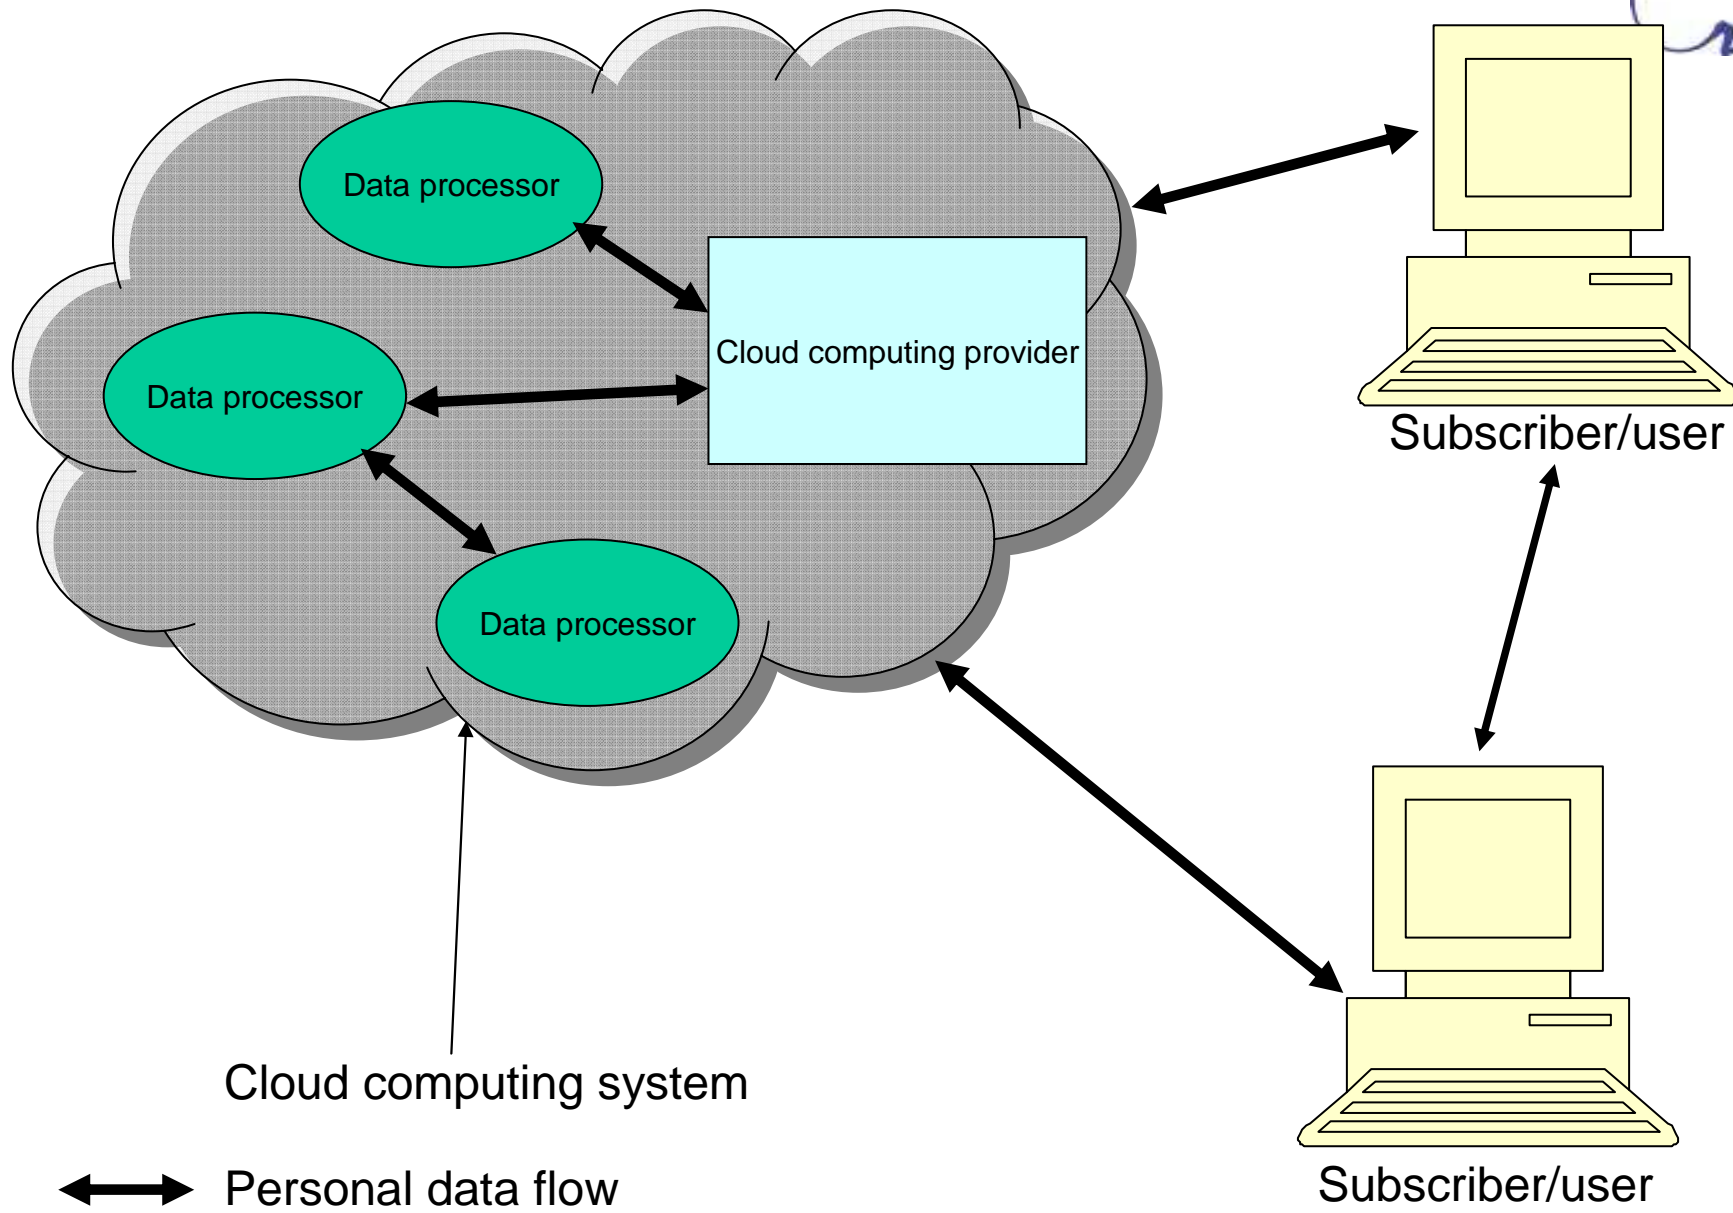 Data processor
Cloud computing provider
Data processor
Subscriber/user
Data processor
Cloud computing system
Personal data flow
Subscriber/user